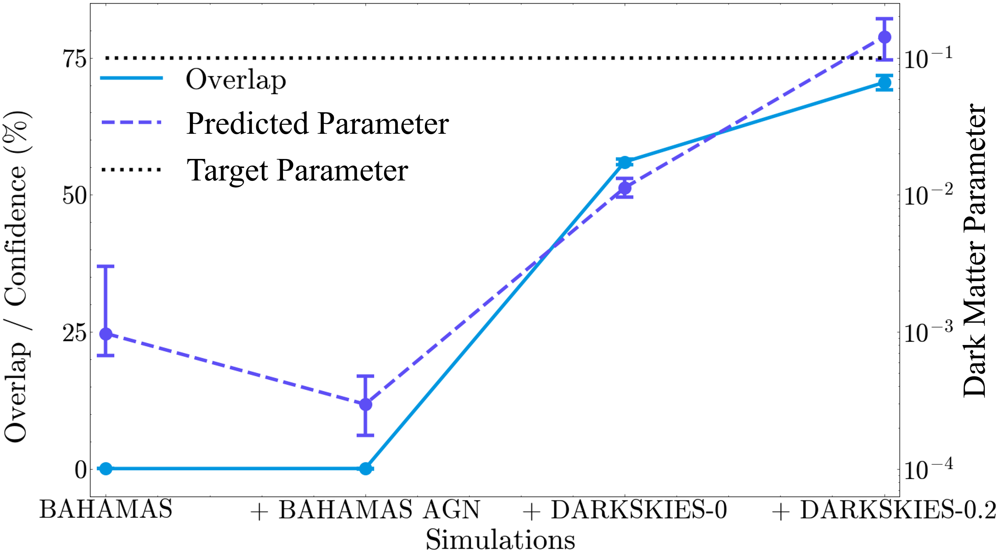 Overlap / Confidence (%)
75
50
25
0
Overlap
Predicted Parameter
Target Parameter
10⁻¹
10⁻²
10⁻³
10⁻⁴
Dark Matter Parameter
BAHAMAS
+ BAHAMAS AGN
+ DARKSKIES-0
+ DARKSKIES-0.2
Simulations